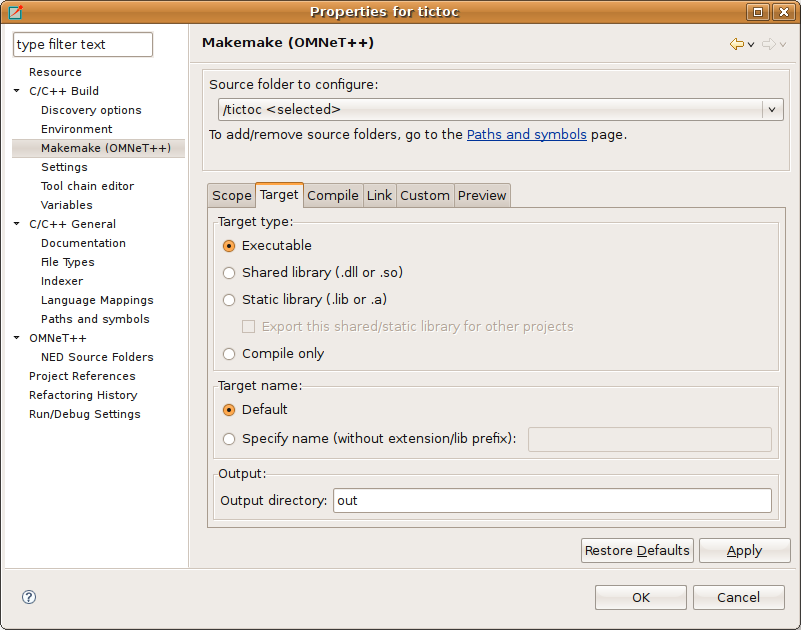 Properties for tictoc
type filter text
Resource
C/C++ Build
Discovery options
Environment
Makemake (OMNeT++)
Settings
Tool chain editor
Variables
C/C++ General
Documentation
File Types
Indexer
Language Mappings
Paths and symbols
OMNeT++
NED Source Folders
Project References
Refactoring History
Run/Debug Settings
Makemake (OMNeT++)
Source folder to configure:
/tictoc <selected>
To add/remove source folders, go to the Paths and symbols page.
Scope Target Compile Link Custom Preview
Target type:
Executable
Shared library (.dll or .so)
Static library (.lib or .a)
Export this shared/static library for other projects
Compile only
Target name:
Default
Specify name (without extension/lib prefix):
Output:
Output directory: out
Restore Defaults Apply
? OK Cancel